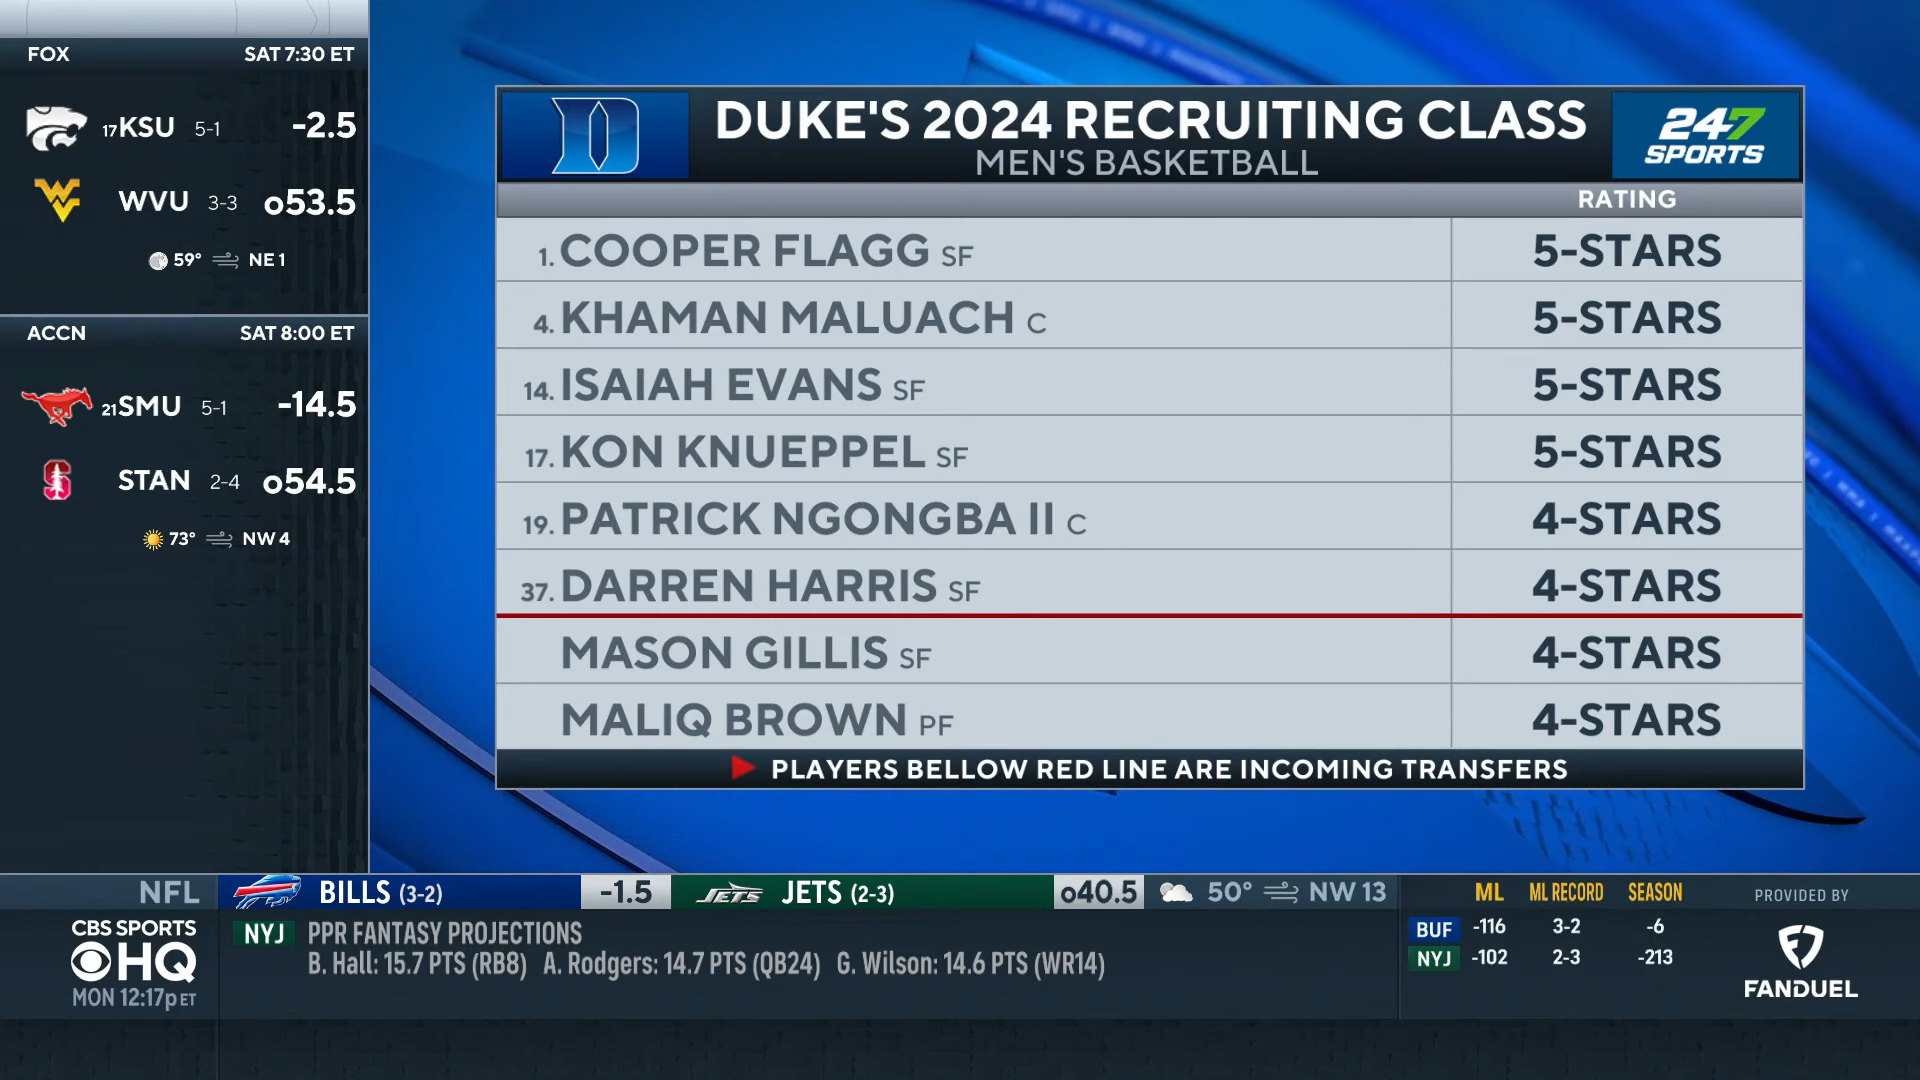 FOX SAT 7:30 ET
17 KSU 5-1 -2.5
WVU 3-3 o53.5
59° NE 1
ACCN SAT 8:00 ET
21 SMU 5-1 -14.5
STAN 2-4 o54.5
73° NW 4
DUKE'S 2024 RECRUITING CLASS
MEN'S BASKETBALL
247 SPORTS
RATING
1. COOPER FLAGG SF 5-STARS
4. KHAMAN MALUACH C 5-STARS
14. ISAIAH EVANS SF 5-STARS
17. KON KNUEPPEL SF 5-STARS
19. PATRICK NGONGBA II C 4-STARS
37. DARREN HARRIS SF 4-STARS
MASON GILLIS SF 4-STARS
MALIQ BROWN PF 4-STARS
PLAYERS BELLOW RED LINE ARE INCOMING TRANSFERS
NFL BILLS (3-2) -1.5 JETS JETS (2-3) o40.5 50° NW 13
CBS SPORTS
HQ
MON 12:17p ET
NYJ PPR FANTASY PROJECTIONS
B. Hall: 15.7 PTS (RB8) A. Rodgers: 14.7 PTS (QB24) G. Wilson: 14.6 PTS (WR14)
ML ML RECORD SEASON
BUF -116 3-2 -6
NYJ -102 2-3 -213
PROVIDED BY
FANDUEL